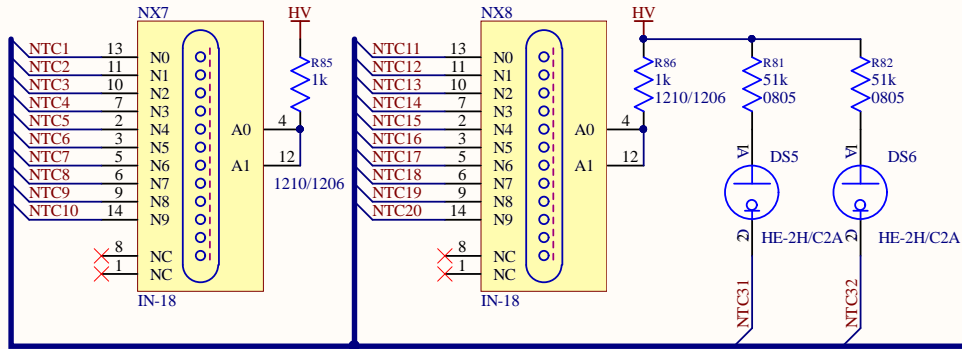 NX7
HV
NX8
HV
NTC1 13 N0
NTC2 11 N1
NTC3 10 N2
NTC4 7 N3
NTC5 2 N4
NTC6 3 N5
NTC7 5 N6
NTC8 6 N7
NTC9 9 N8
NTC10 14 N9
8 NC
1 NC
A0 4
A1 12
R85
1k
1210/1206
IN-18
NTC11 13 N0
NTC12 11 N1
NTC13 10 N2
NTC14 7 N3
NTC15 2 N4
NTC16 3 N5
NTC17 5 N6
NTC18 6 N7
NTC19 9 N8
NTC20 14 N9
8 NC
1 NC
A0 4
A1 12
R86
1k
1210/1206
IN-18
R81
51k
0805
1A
DS5
2G
HE-2H/C2A
NTC31
R82
51k
0805
1A
DS6
2G
HE-2H/C2A
NTC32